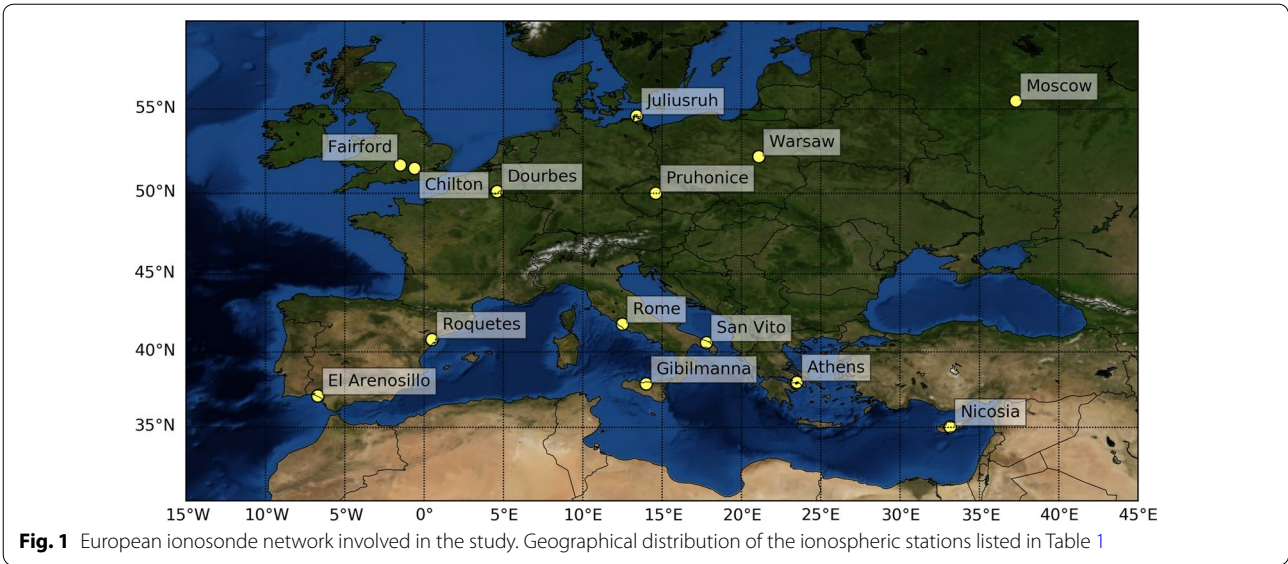 55°N
50°N
45°N
40°N
35°N
Moscow
Juliusruh
Warsaw
Fairford
Chilton
Dourbes
Pruhonice
Rome
San Vito
Roquetes
Gibilmanna
Athens
El Arenosillo
Nicosia
15°W 10°W 5°W 0° 5°E 10°E 15°E 20°E 25°E 30°E 35°E 40°E 45°E
Fig. 1 European ionosonde network involved in the study. Geographical distribution of the ionospheric stations listed in Table 1